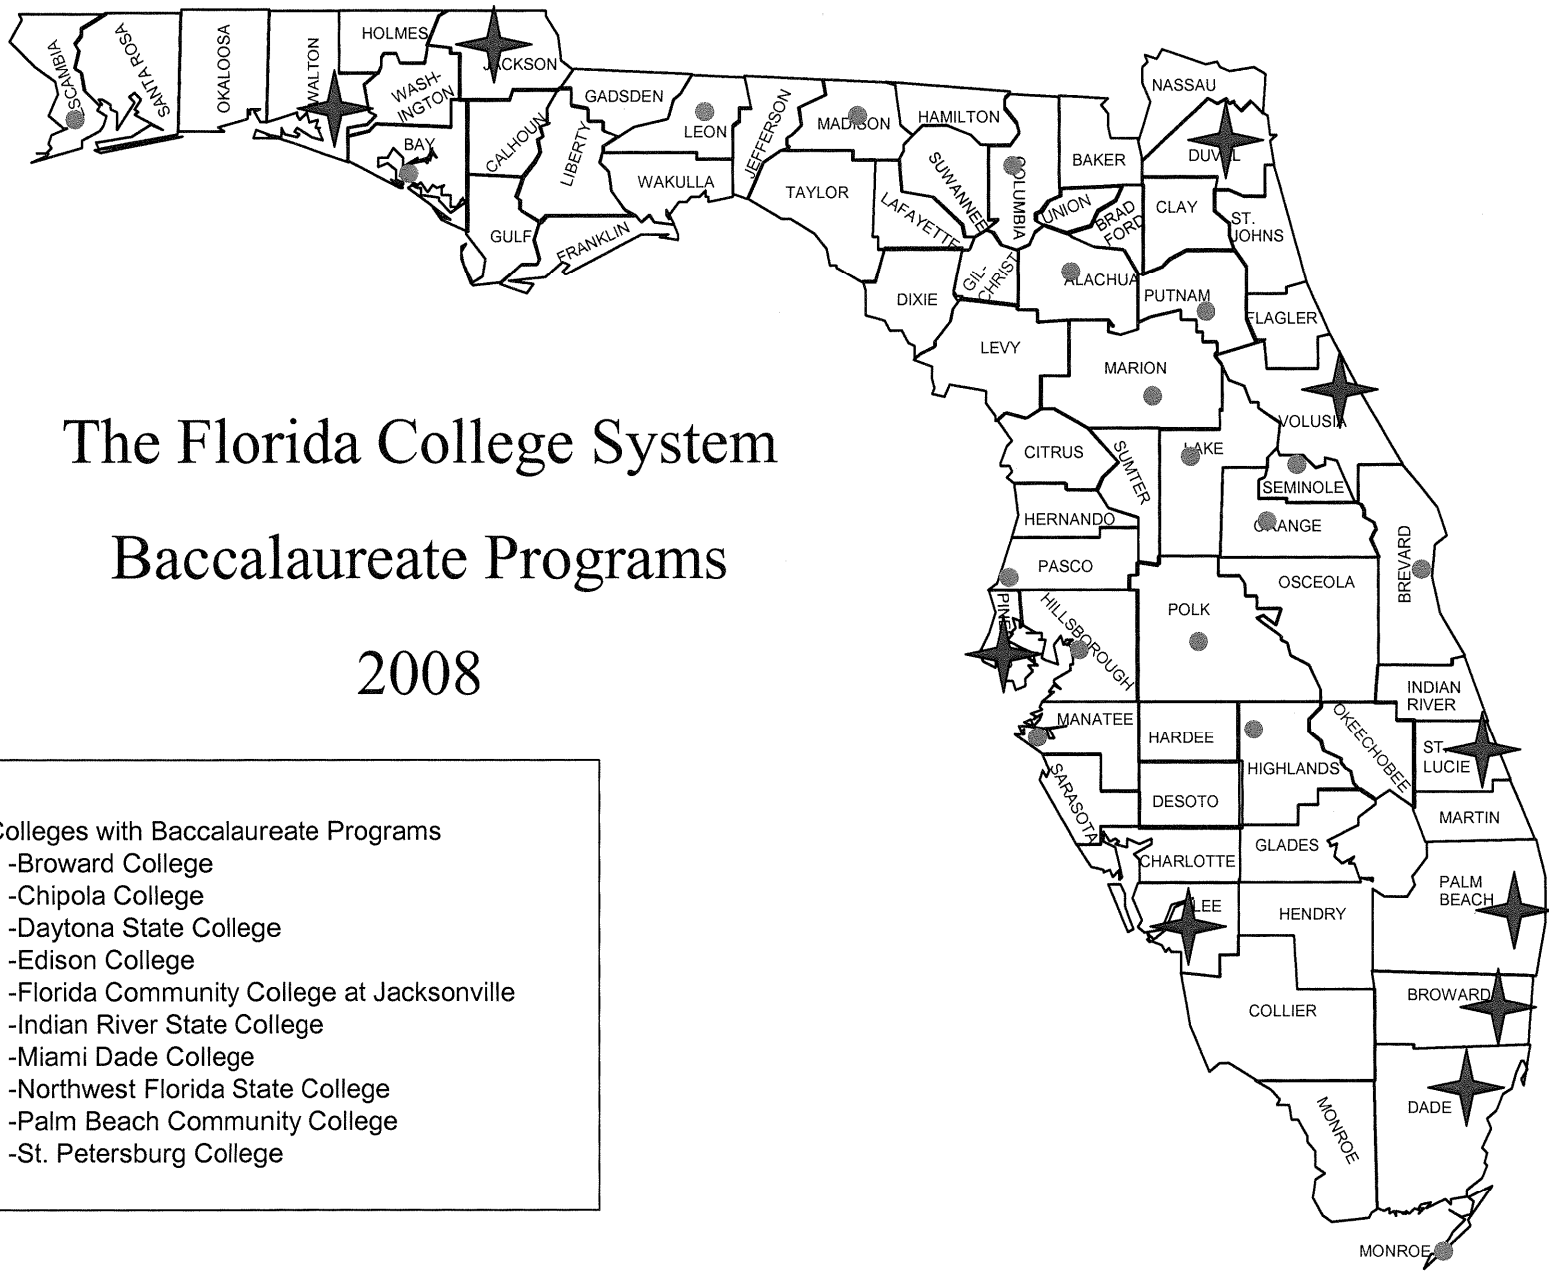 HOLMES
JACKSON
ESCAMBIA
SANTA ROSA
OKALOOSA
WALTON
WASH-
INGTON
BAY
CALHOUN
GULF
LIBERTY
GADSDEN
FRANKLIN
LEON
WAKULLA
JEFFERSON
MADISON
TAYLOR
HAMILTON
SUWANNEE
LAFAYETTE
DIXIE
COLUMBIA
GIL-
CHRIST
BAKER
UNION
BRAD
FORD
NASSAU
DUVAL
CLAY
ST.
JOHNS
ALACHUA
PUTNAM
FLAGLER
LEVY
MARION
VOLUSIA
The Florida College System
Baccalaureate Programs
2008
CITRUS
SUMTER
LAKE
SEMINOLE
HERNANDO
ORANGE
PASCO
OSCEOLA
BREVARD
PINE
HILLSBOROUGH
POLK
INDIAN
RIVER
MANATEE
HARDEE
HIGHLANDS
OKEECHOBEE
ST.
LUCIE
SARASOTA
DESOTO
MARTIN
CHARLOTTE
GLADES
PALM
BEACH
LEE
HENDRY
COLLIER
BROWARD
DADE
MONROE
MONROE
Colleges with Baccalaureate Programs
-Broward College
-Chipola College
-Daytona State College
-Edison College
-Florida Community College at Jacksonville
-Indian River State College
-Miami Dade College
-Northwest Florida State College
-Palm Beach Community College
-St. Petersburg College